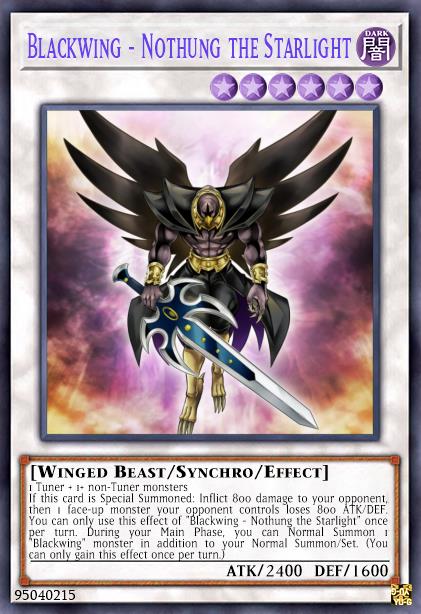 Blackwing - Nothung the Starlight
DARK
闇
[Winged Beast/Synchro/Effect]
1 Tuner + 1+ non-Tuner monsters
If this card is Special Summoned: Inflict 800 damage to your opponent,
then 1 face-up monster your opponent controls loses 800 ATK/DEF.
You can only use this effect of "Blackwing - Nothung the Starlight" once
per turn. During your Main Phase, you can Normal Summon 1
"Blackwing" monster in addition to your Normal Summon/Set. (You
can only gain this effect once per turn.)
ATK/2400 DEF/1600
95040215